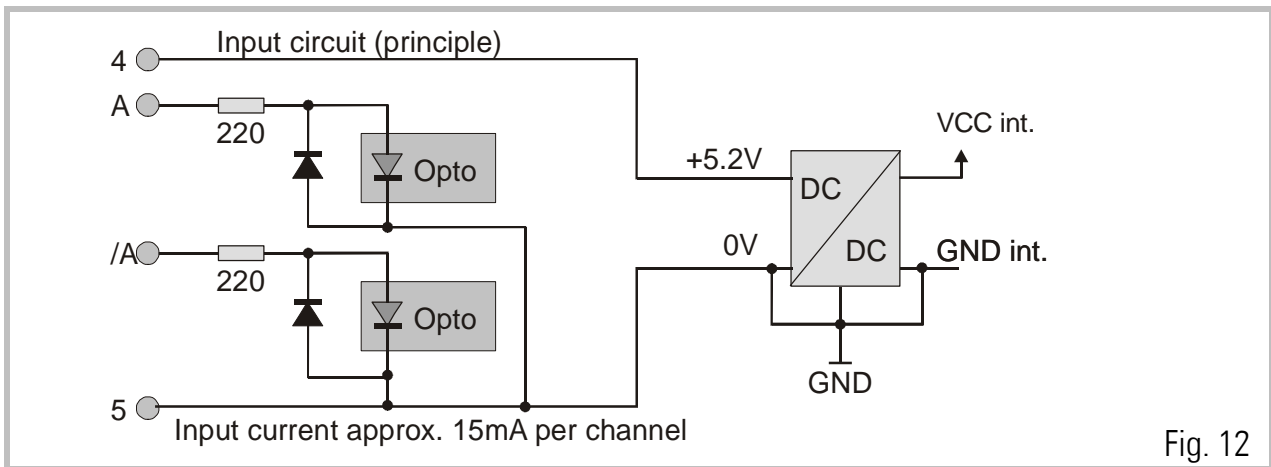 Input circuit (principle)
4
A
220
Opto
/A
220
Opto
5
Input current approx. 15mA per channel
+5.2V
0V
DC
DC
VCC int.
GND int.
GND
Fig. 12